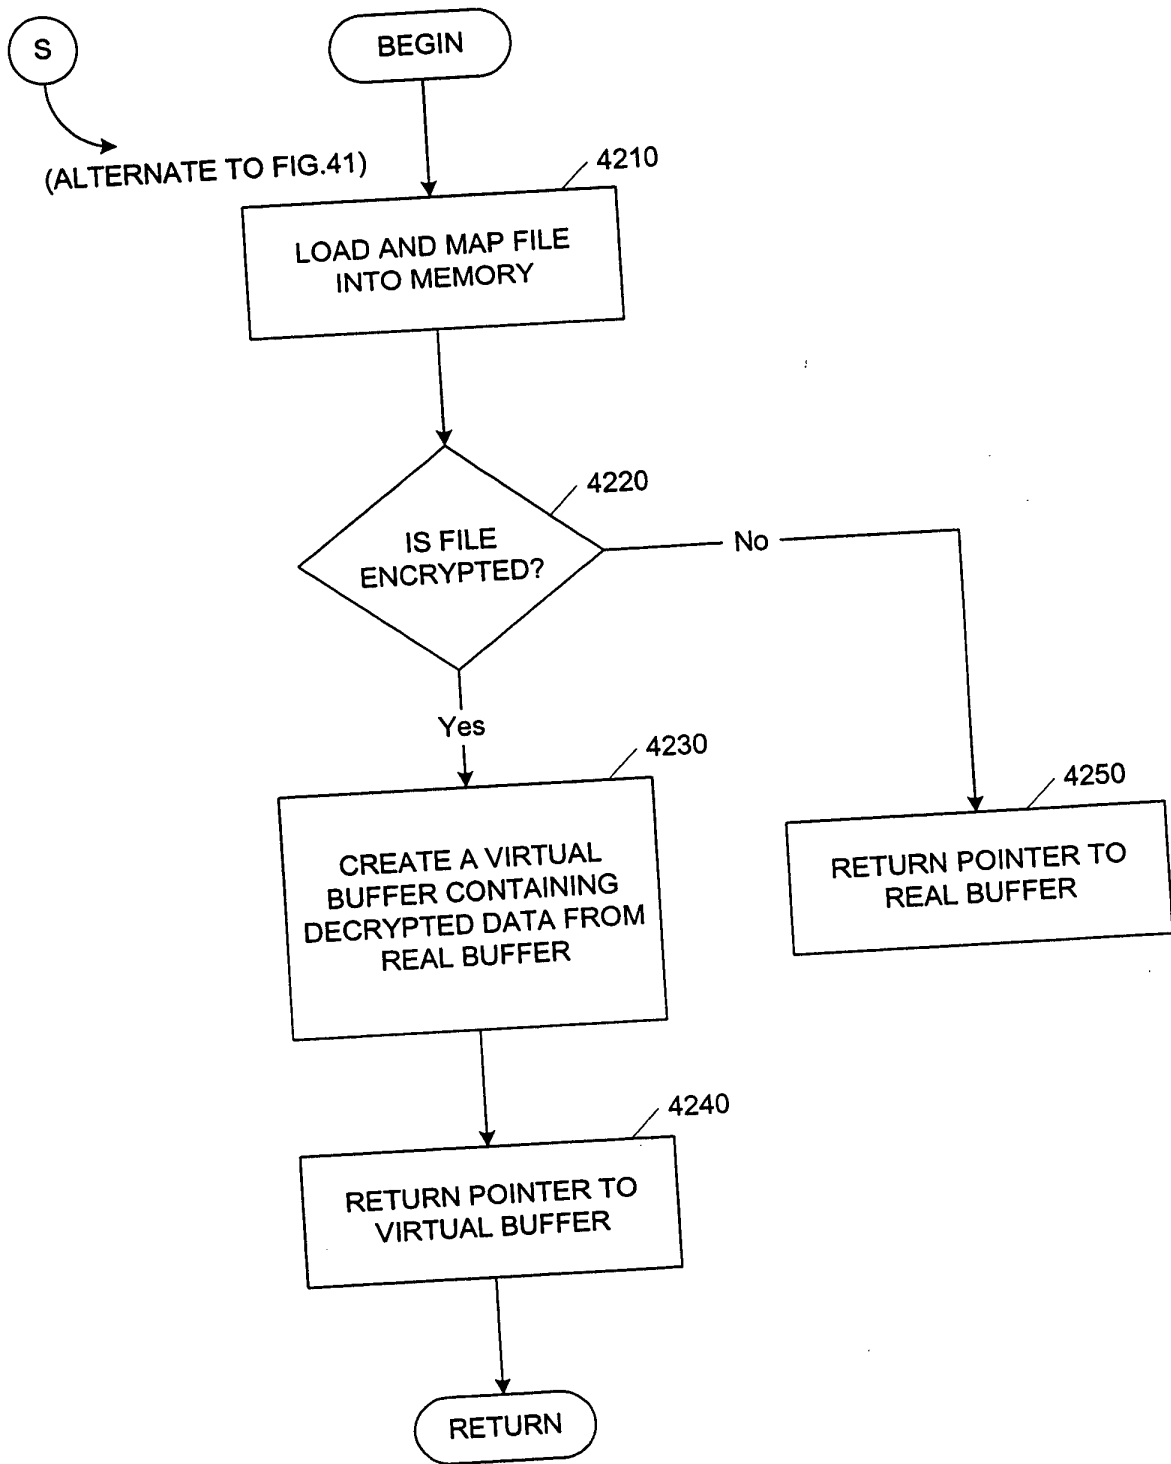 S
BEGIN
(ALTERNATE TO FIG.41)
4210
LOAD AND MAP FILE
INTO MEMORY
4220
IS FILE
ENCRYPTED?
No
Yes
4230
CREATE A VIRTUAL
BUFFER CONTAINING
DECRYPTED DATA FROM
REAL BUFFER
4250
RETURN POINTER TO
REAL BUFFER
4240
RETURN POINTER TO
VIRTUAL BUFFER
RETURN